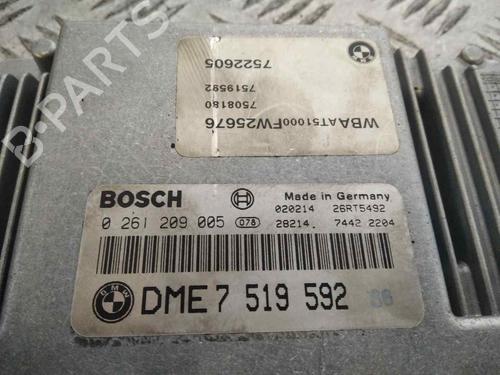 7522605
7519592
7508180
WBAAT51000FW25676
BOSCH
Made in Germany
0 261 209 005 078
020214 26RT5492
28214 7442 2204
BMW
DME 7 519 592
B-Parts